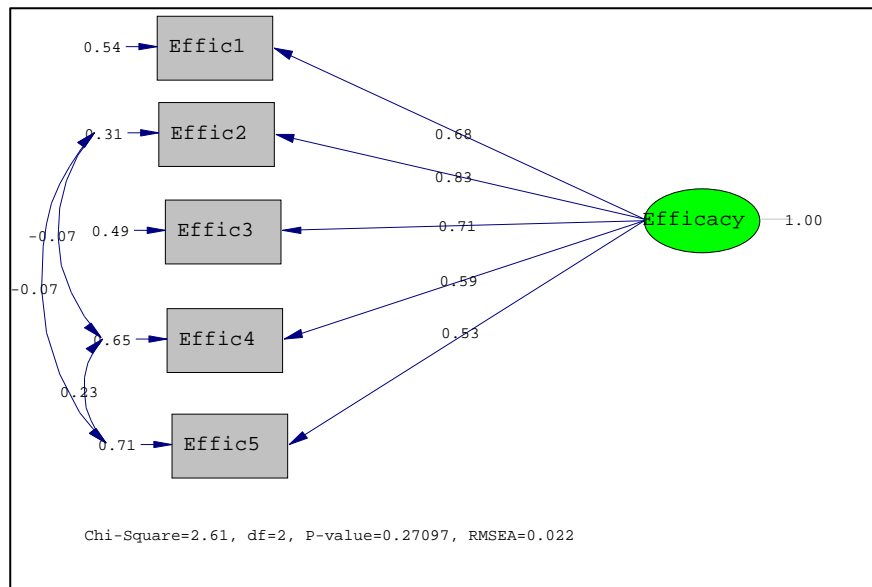 0.54
Effic1
0.68
0.31
Effic2
0.83
0.49
Effic3
0.71
Efficacy
1.00
-0.07
-0.07
0.59
0.65
Effic4
0.53
0.23
0.71
Effic5
Chi-Square=2.61, df=2, P-value=0.27097, RMSEA=0.022